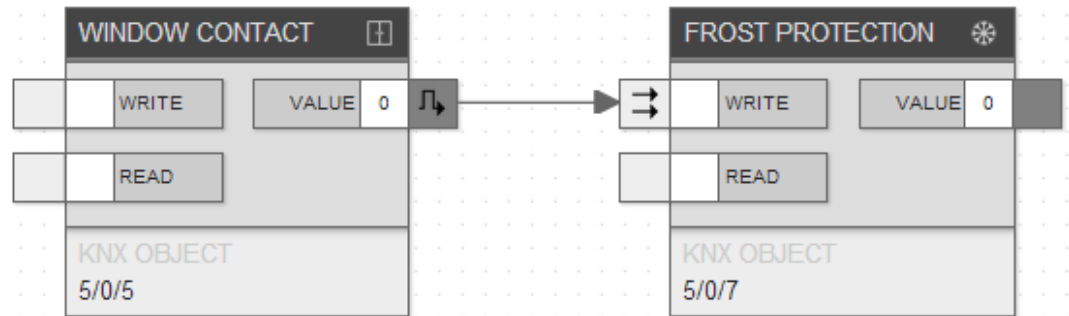 WINDOW CONTACT
WRITE
VALUE 0
READ
KNX OBJECT
5/0/5
FROST PROTECTION
WRITE
VALUE 0
READ
KNX OBJECT
5/0/7